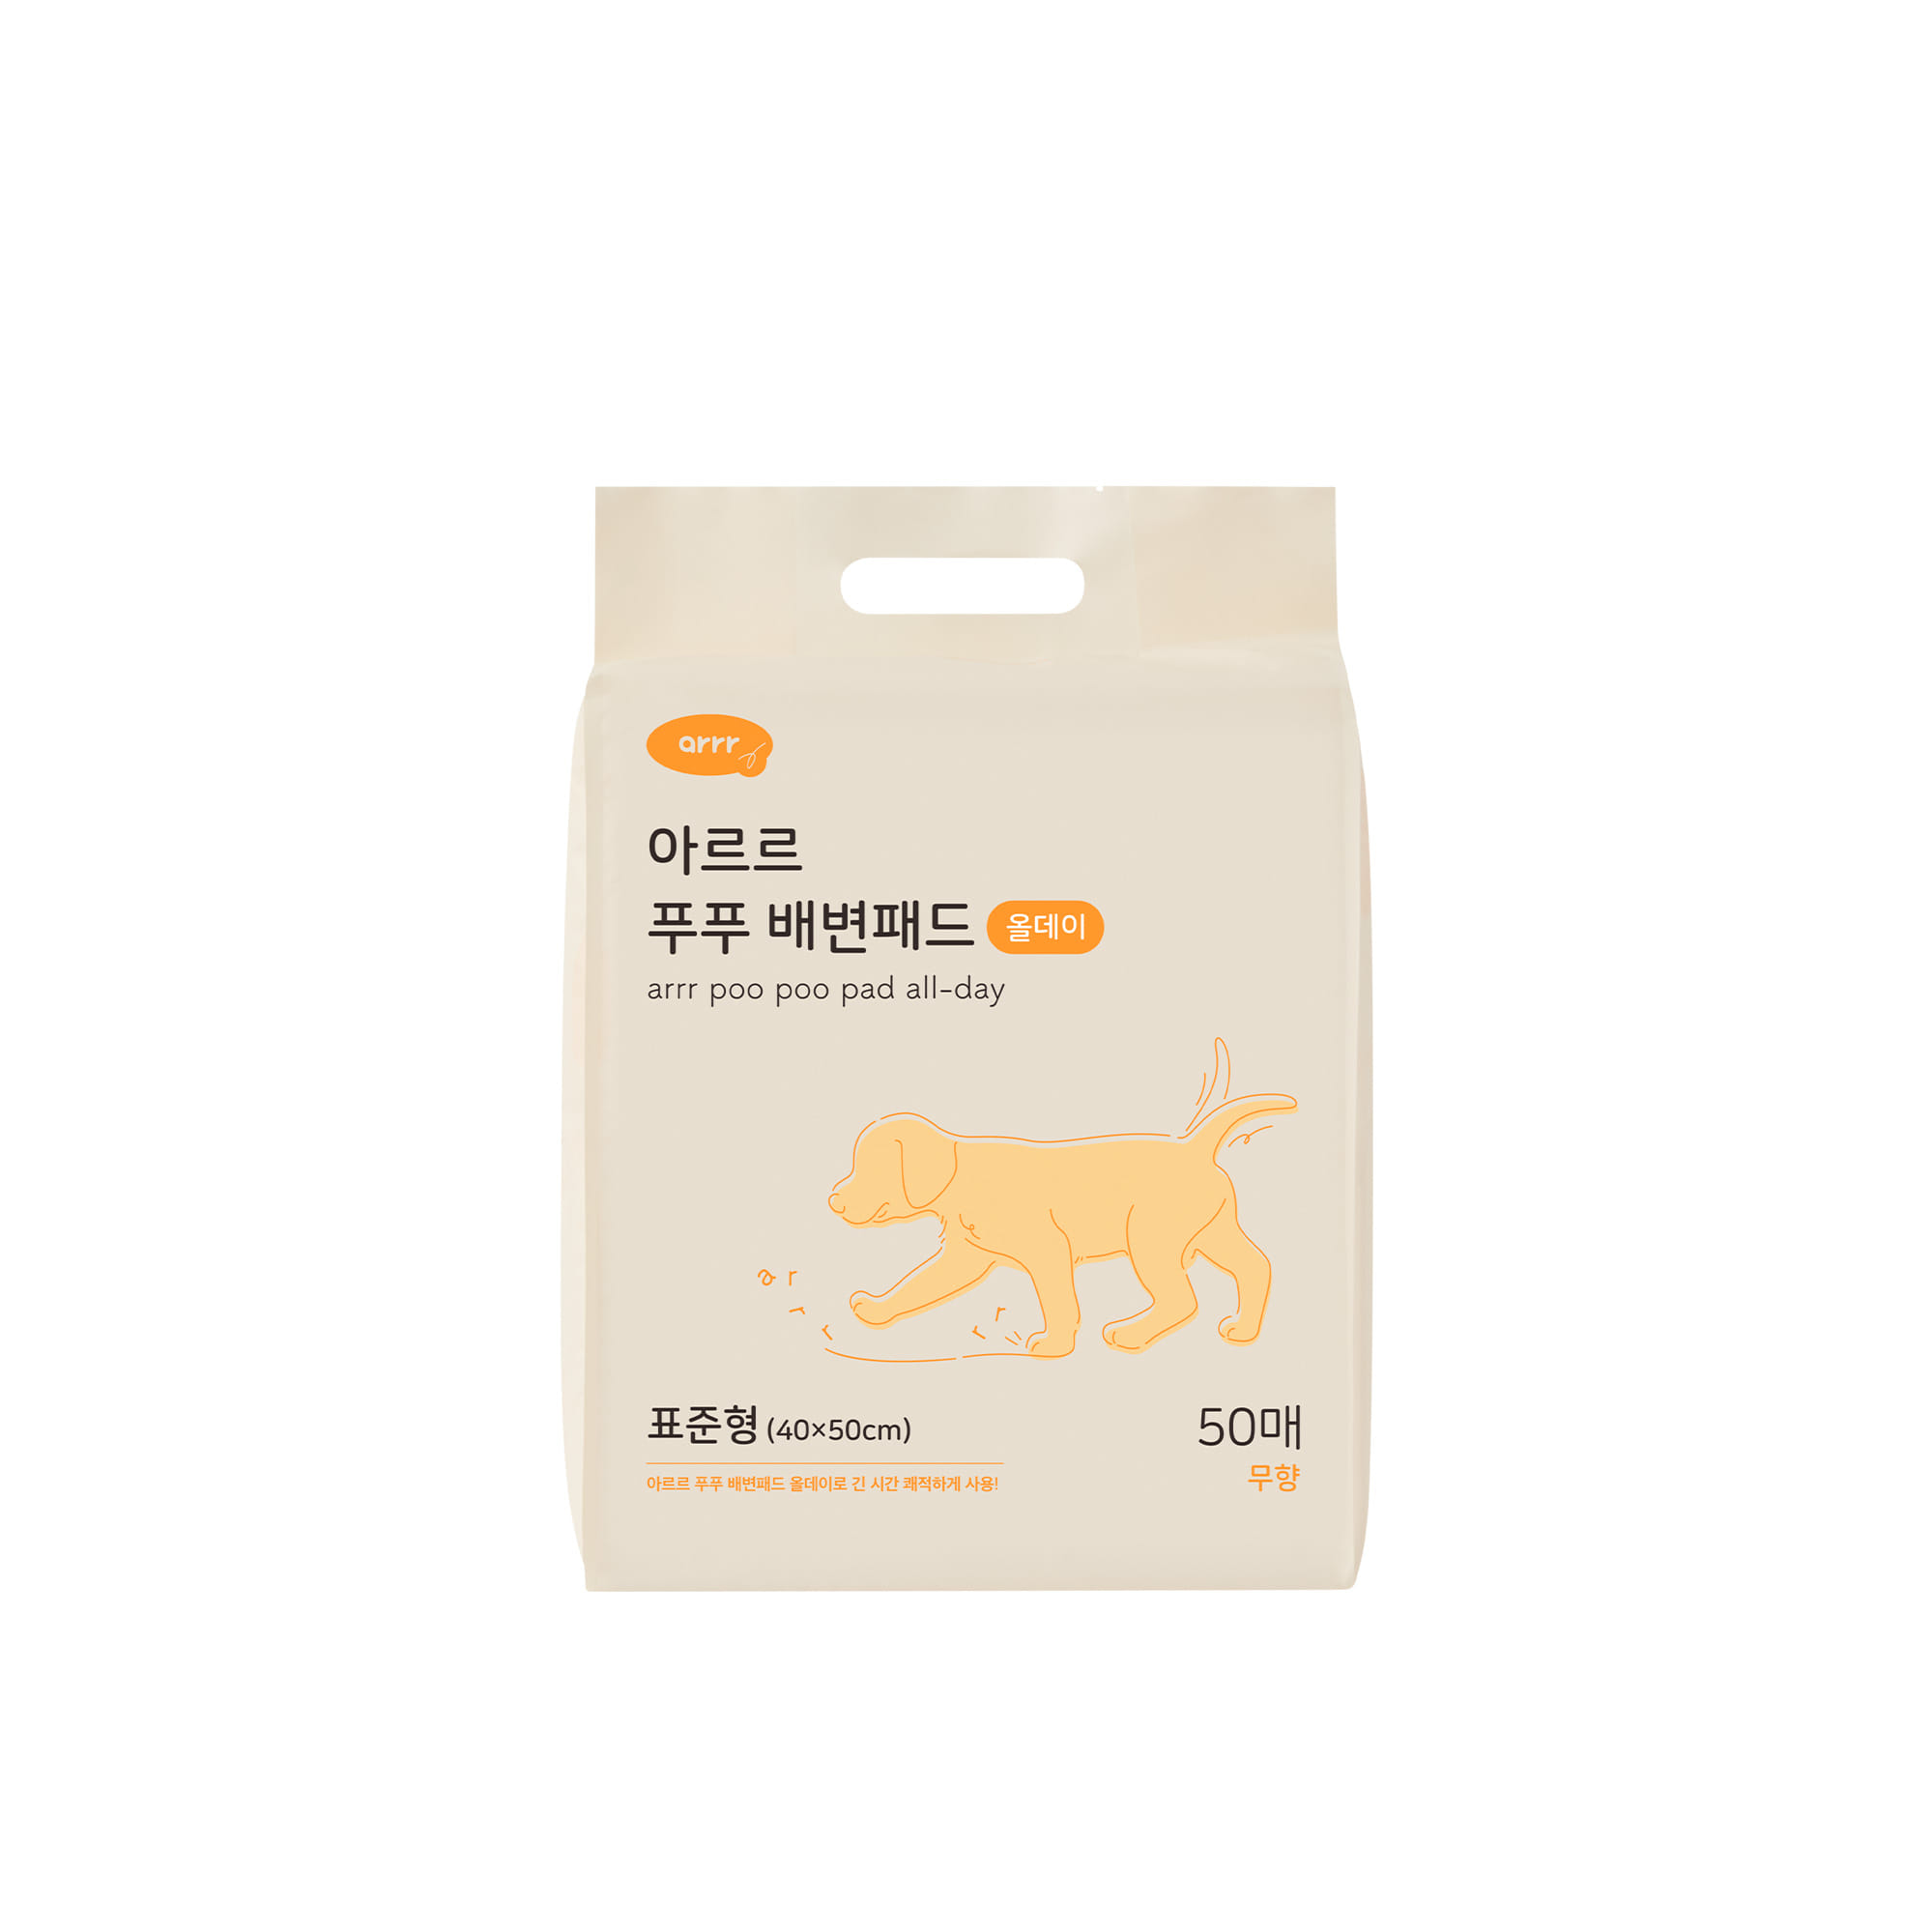 arrr
아르르
푸푸 배변패드 올데이
arrr poo poo pad all-day
a r
r
r
r r
표준형 (40×50cm)
50매
아르르 푸푸 배변패드 올데이로 긴 시간 쾌적하게 사용!
무향